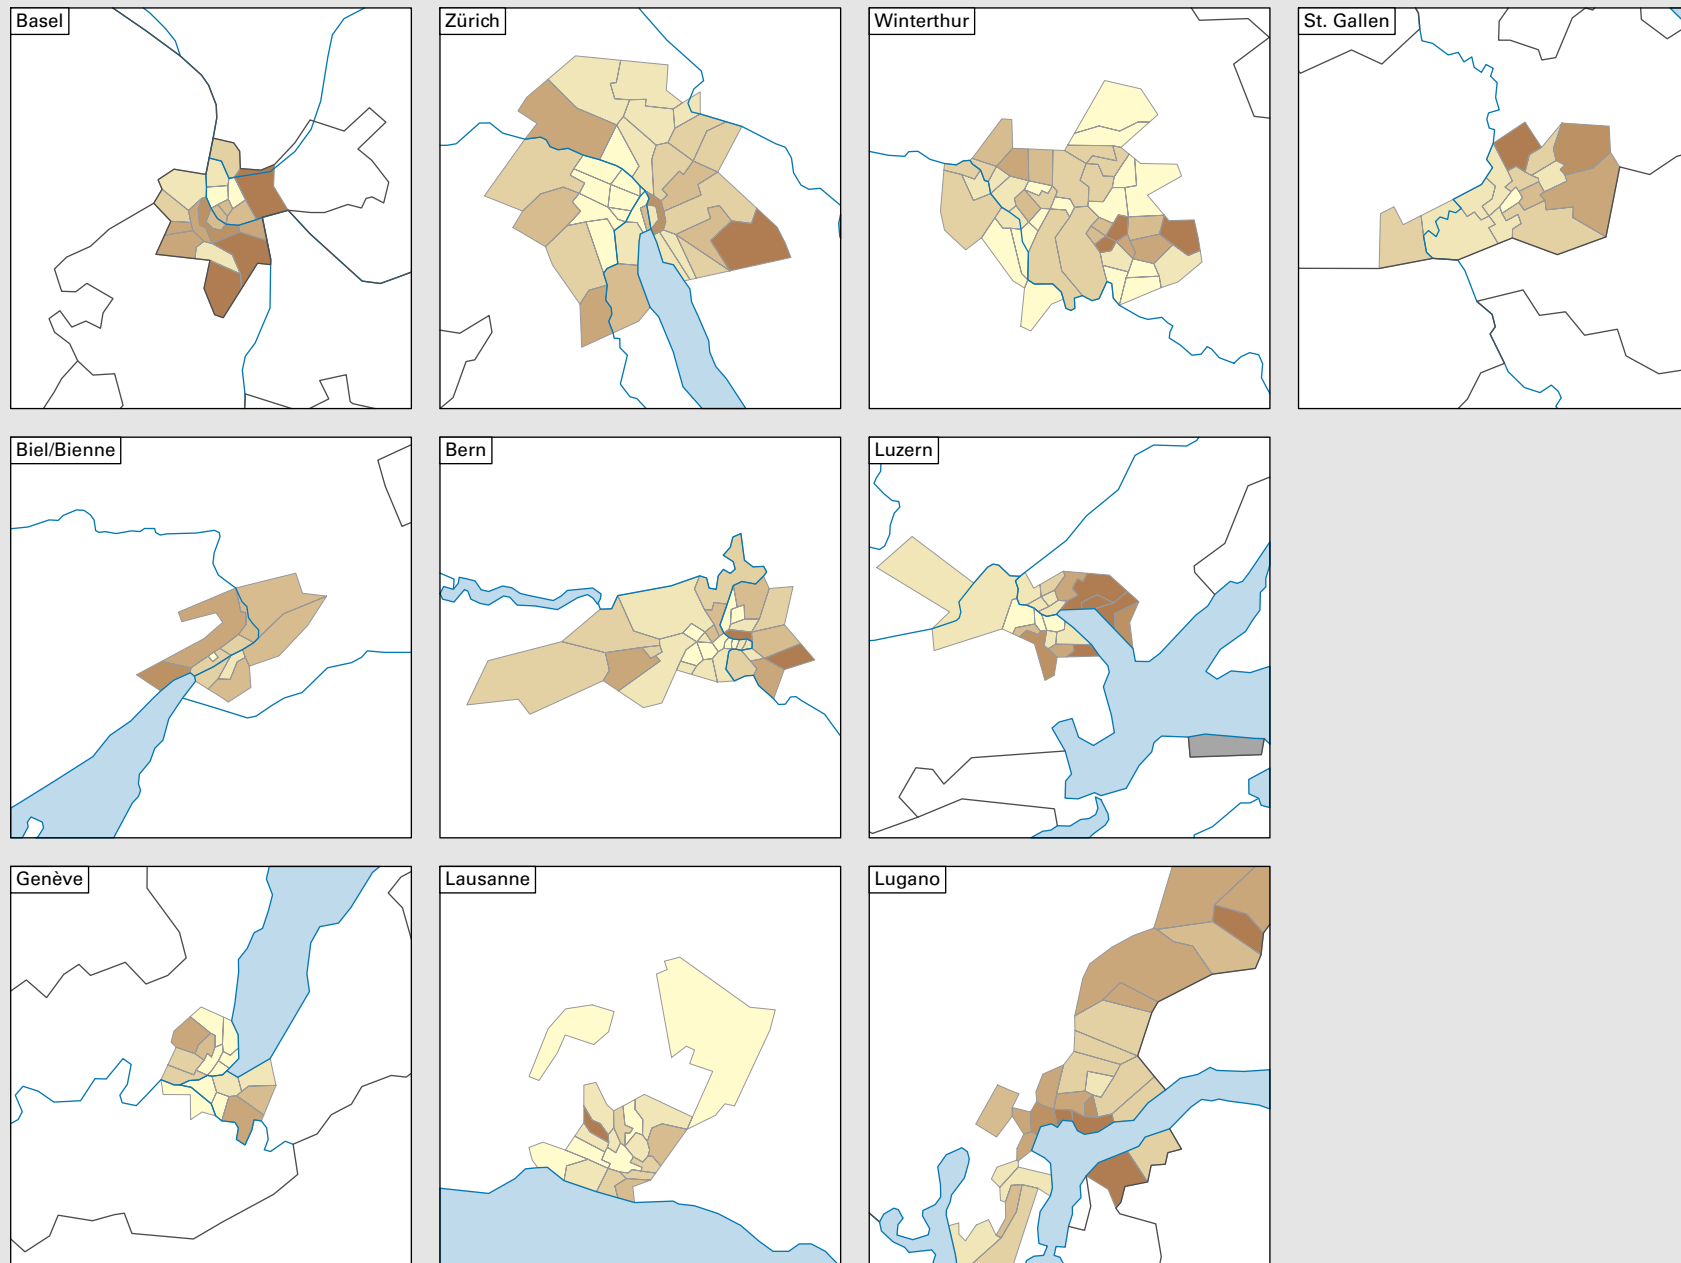 Basel
Zürich
Winterthur
St. Gallen
Biel/Bienne
Bern
Luzern
Genève
Lausanne
Lugano